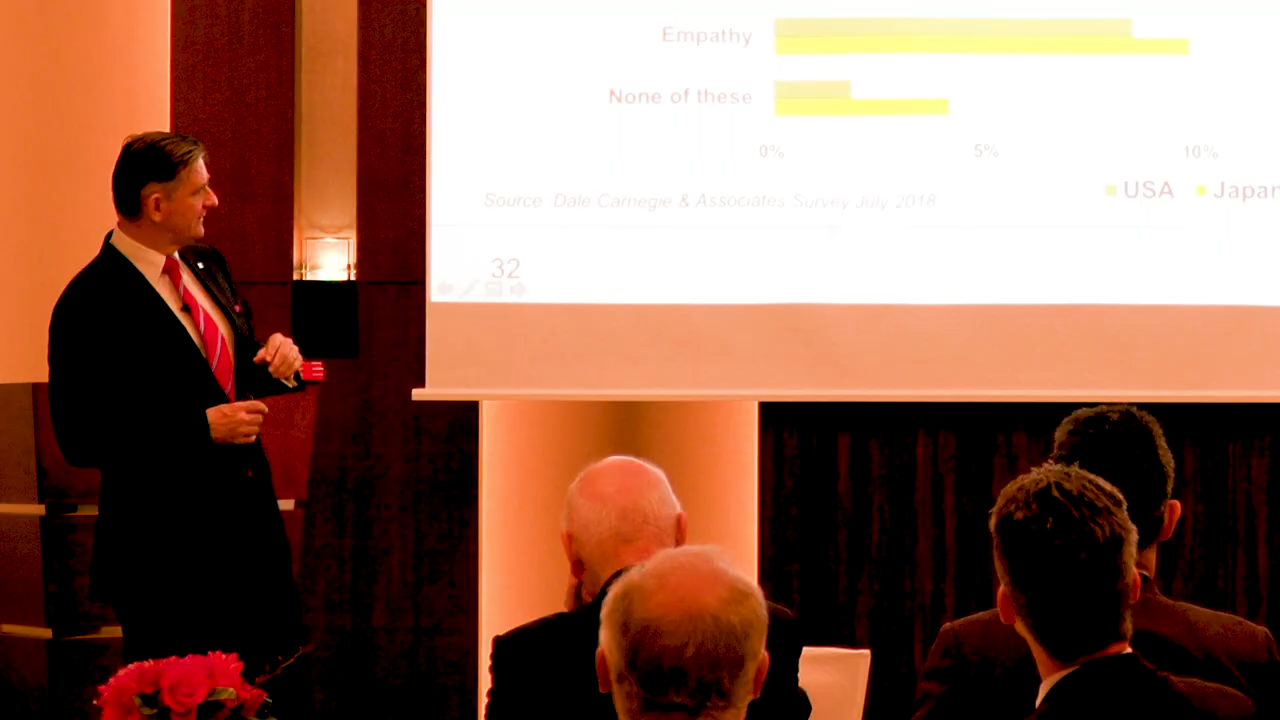 Empathy
None of these
0% 5% 10%
USA Japan
Source Dale Carnegie & Associates Survey July 2018
32